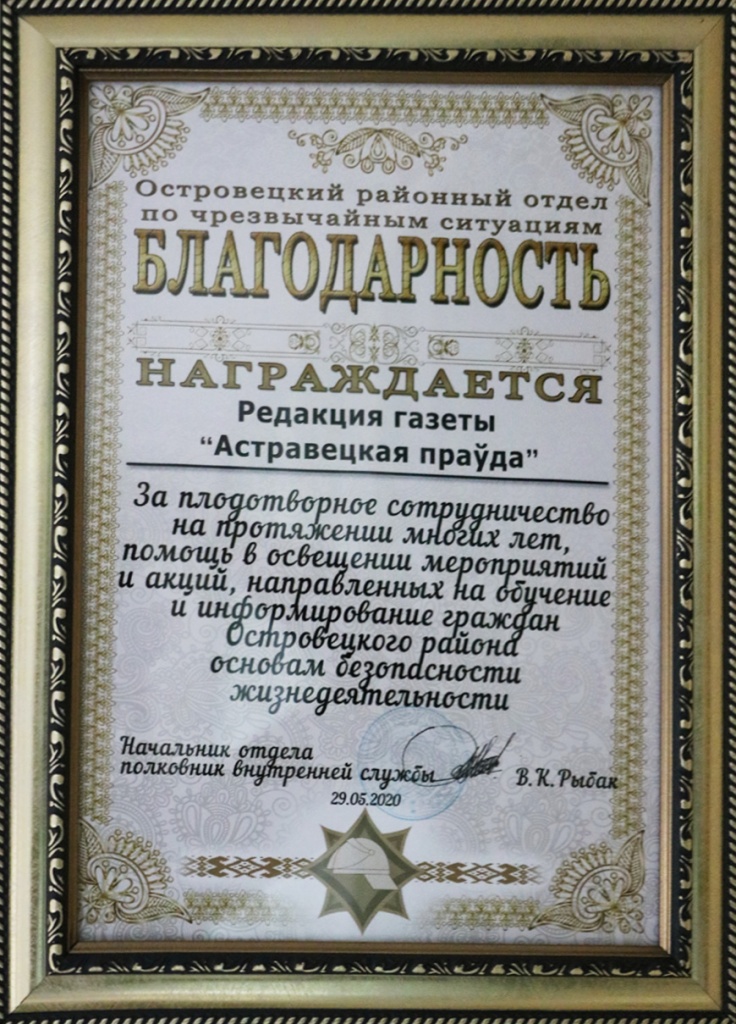 Островецкий районный отдел
по чрезвычайным ситуациям
БЛАГОДАРНОСТЬ
НАГРАЖДАЕТСЯ
Редакция газеты
“Астравецкая праўда”
За плодотворное сотрудничество
на протяжении многих лет,
помощь в освещении мероприятий
и акций, направленных на обучение
и информирование граждан
Островецкого района
основам безопасности
жизнедеятельности
Начальник отдела
полковник внутренней службы В.К.Рыбак
29.05.2020